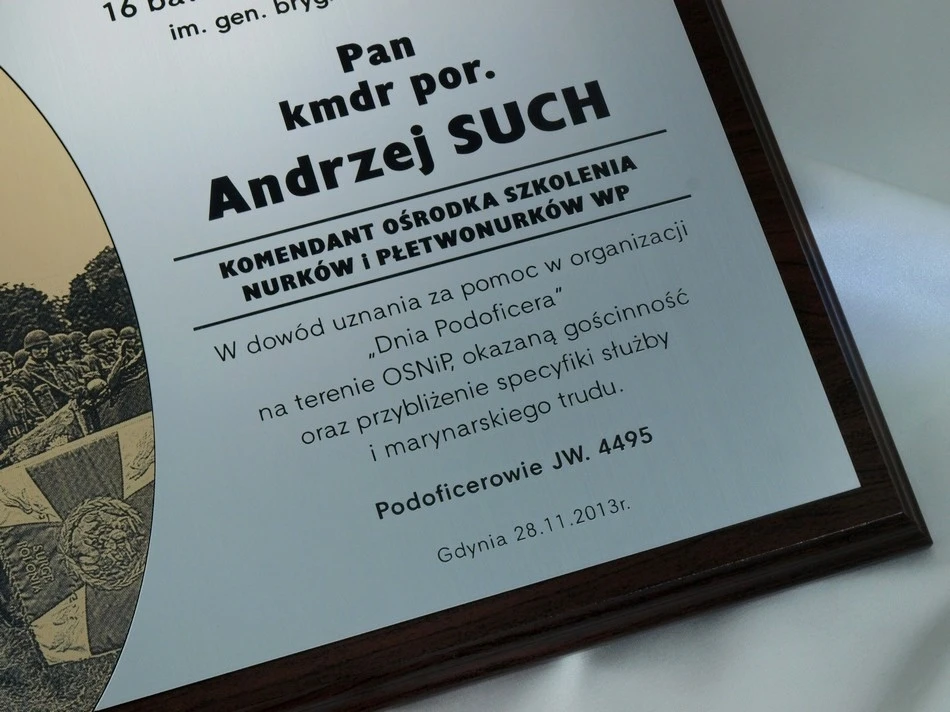 16
im. gen.
Pan
kmdr por.
Andrzej SUCH
KOMENDANT OŚRODKA SZKOLENIA
NURKÓW i PŁETWONURKÓW WP
W dowód uznania za pomoc w organizacji
„Dnia Podoficera”
na terenie OSNiP, okazaną gościnność
oraz przybliżenie specyfiki służby
i marynarskiego trudu.
Podoficerowie JW. 4495
Gdynia 28.11.2013r.